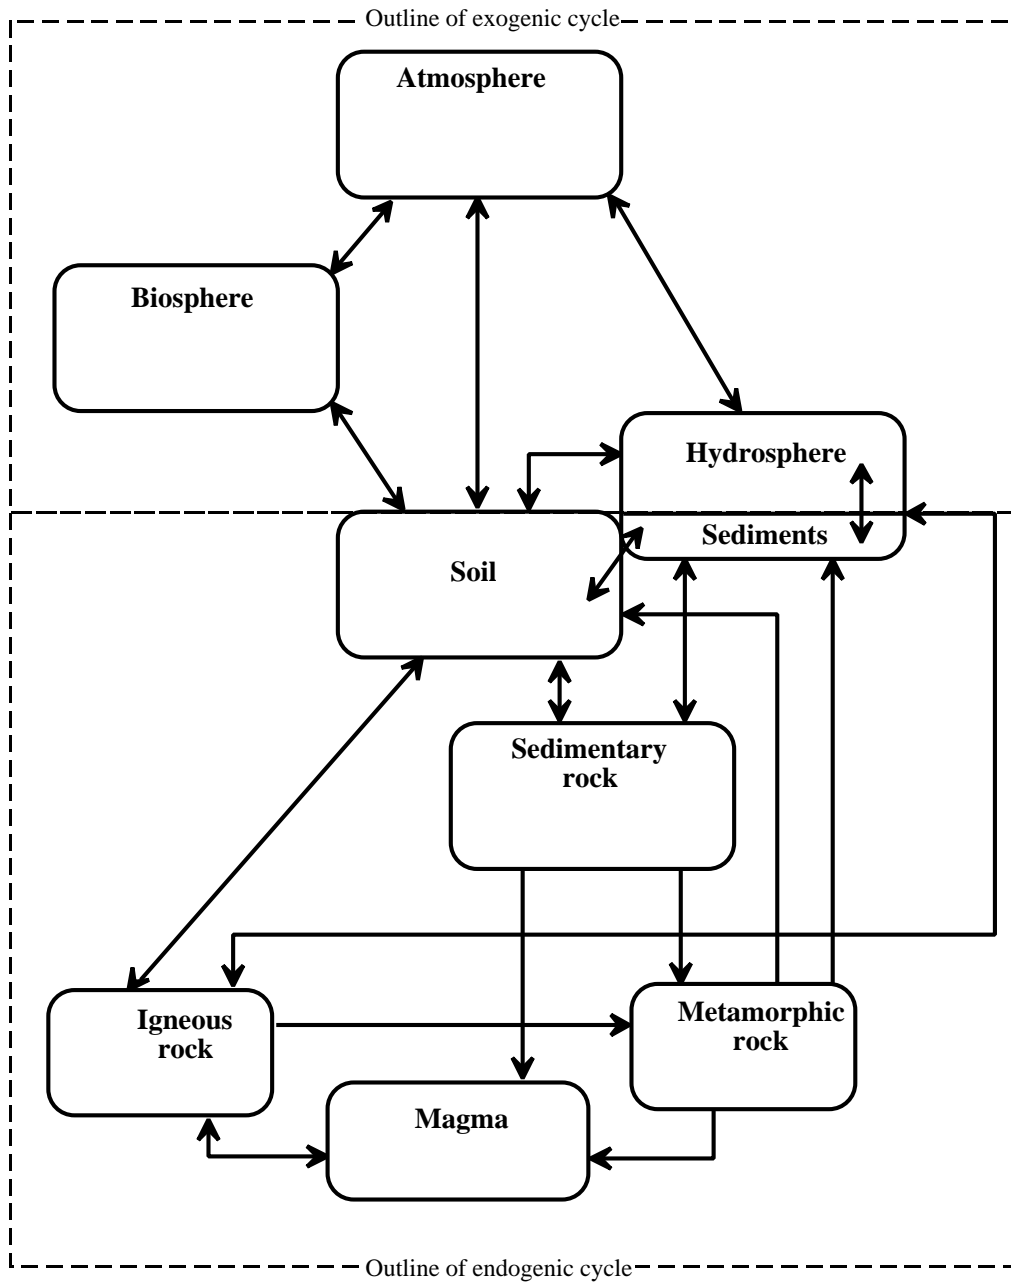 Outline of exogenic cycle
Atmosphere
Biosphere
Hydrosphere
Sediments
Soil
Sedimentary
rock
Igneous
rock
Metamorphic
rock
Magma
Outline of endogenic cycle